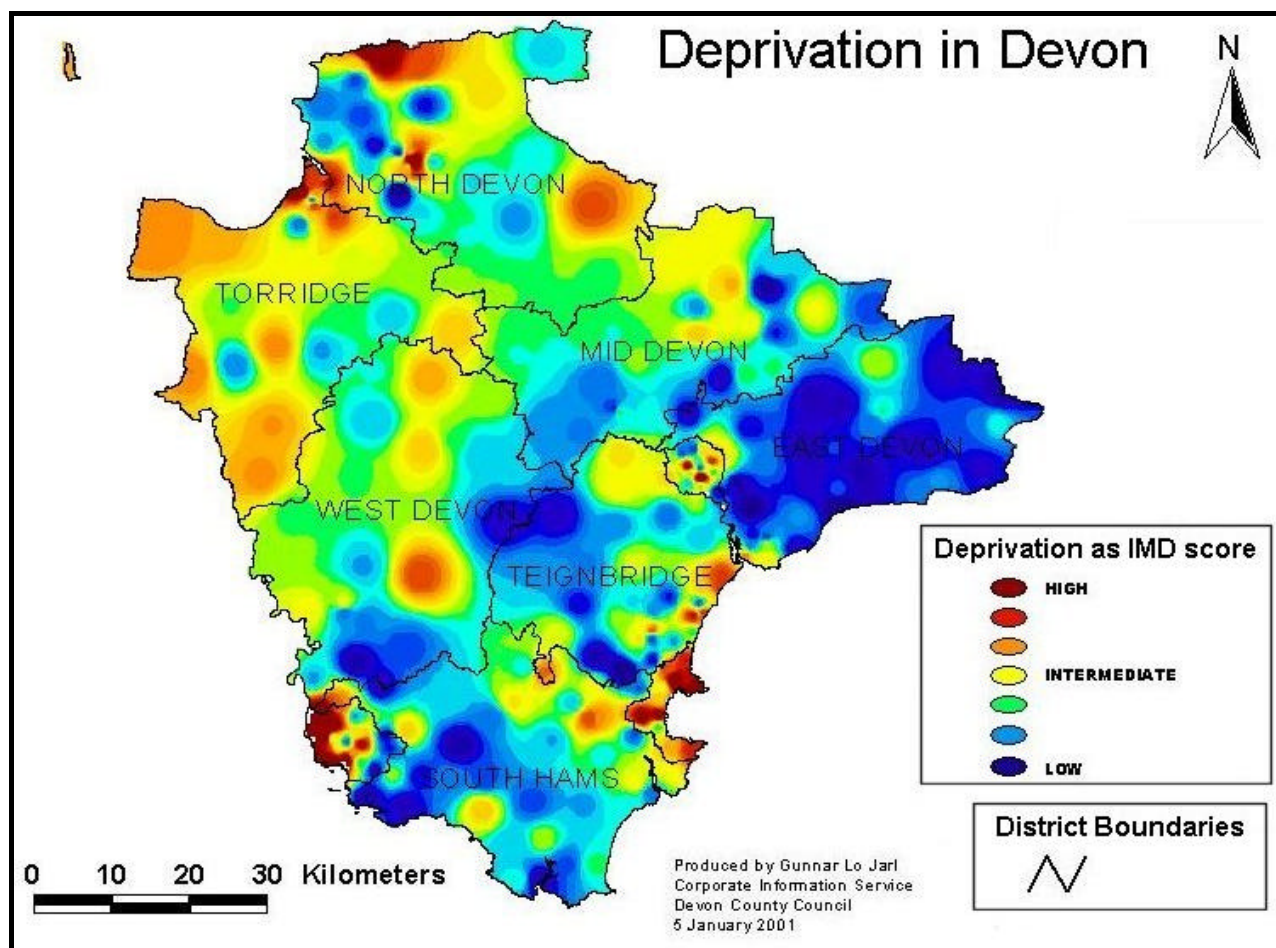 Deprivation in Devon
N
NORTH DEVON
TORRIDGE
MID DEVON
EAST DEVON
WEST DEVON
TEIGNBRIDGE
SOUTH HAMS
Deprivation as IMD score
HIGH
INTERMEDIATE
LOW
District Boundaries
0 10 20 30 Kilometers
Produced by Gunnar Lo Jarl
Corporate Information Service
Devon County Council
5 January 2001